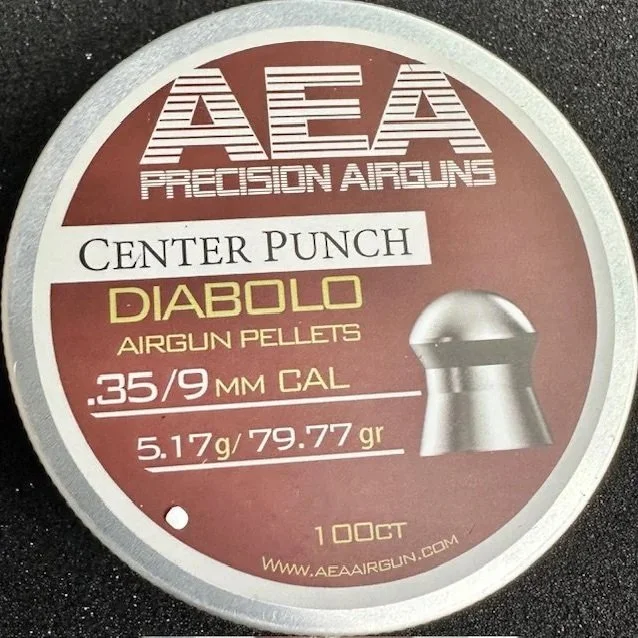 AEA
PRECISION AIRGUNS
CENTER PUNCH
DIABOLO
AIRGUN PELLETS
.35/9 MM CAL
5.17g/79.77 gr
100CT
WWW.AEAAIRGUN.COM